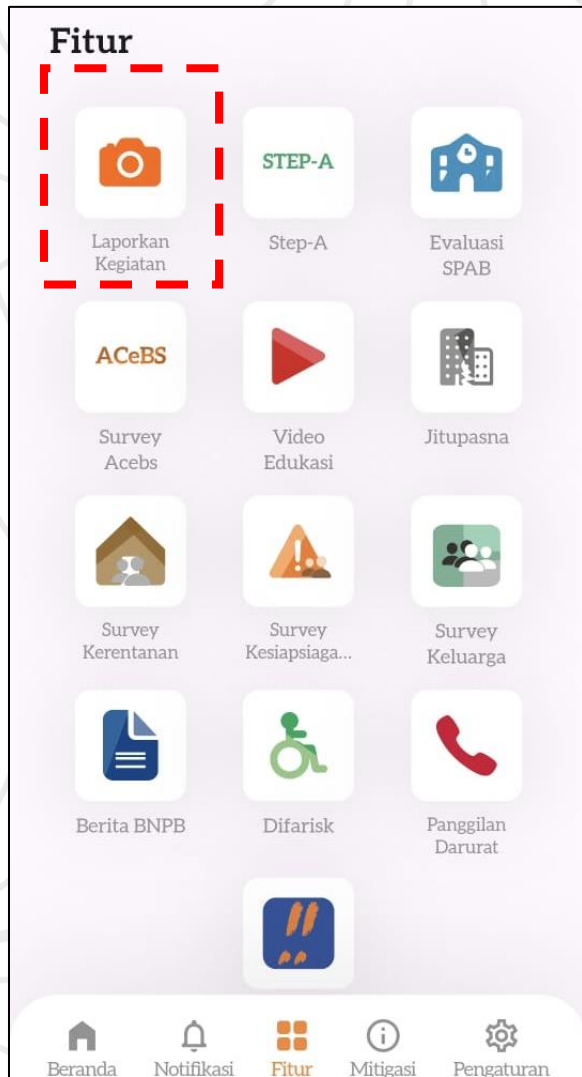 Fitur
Laporkan
Kegiatan
STEP-A
Step-A
Evaluasi
SPAB
ACeBS
Survey
Acebs
Video
Edukasi
Jitupasna
Survey
Kerentanan
Survey
Kesiapsiaga...
Survey
Keluarga
Berita BNPB
Difarisk
Panggilan
Darurat
!!
Beranda
Notifikasi
Fitur
Mitigasi
Pengaturan